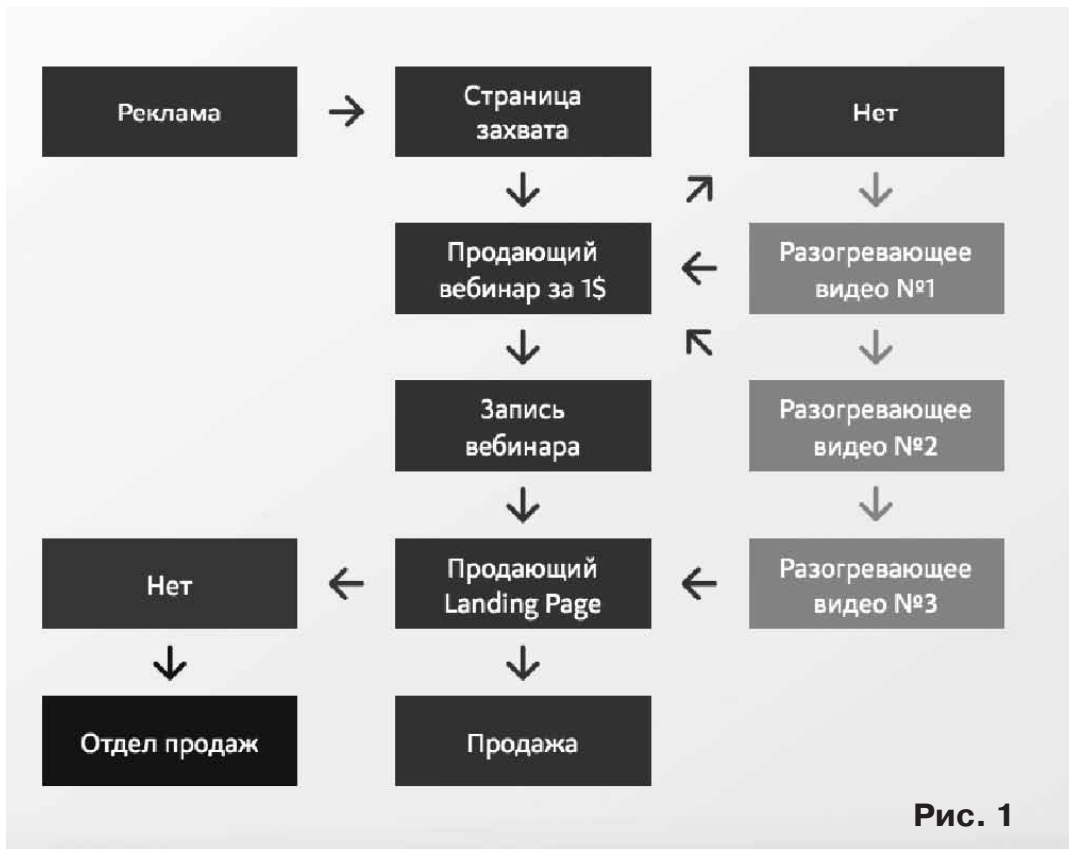 Реклама
Страница
захвата
Нет
Продающий
вебинар за 1$
Разогревающее
видео №1
Запись
вебинара
Разогревающее
видео №2
Нет
Продающий
Landing Page
Разогревающее
видео №3
Отдел продаж
Продажа
Рис. 1